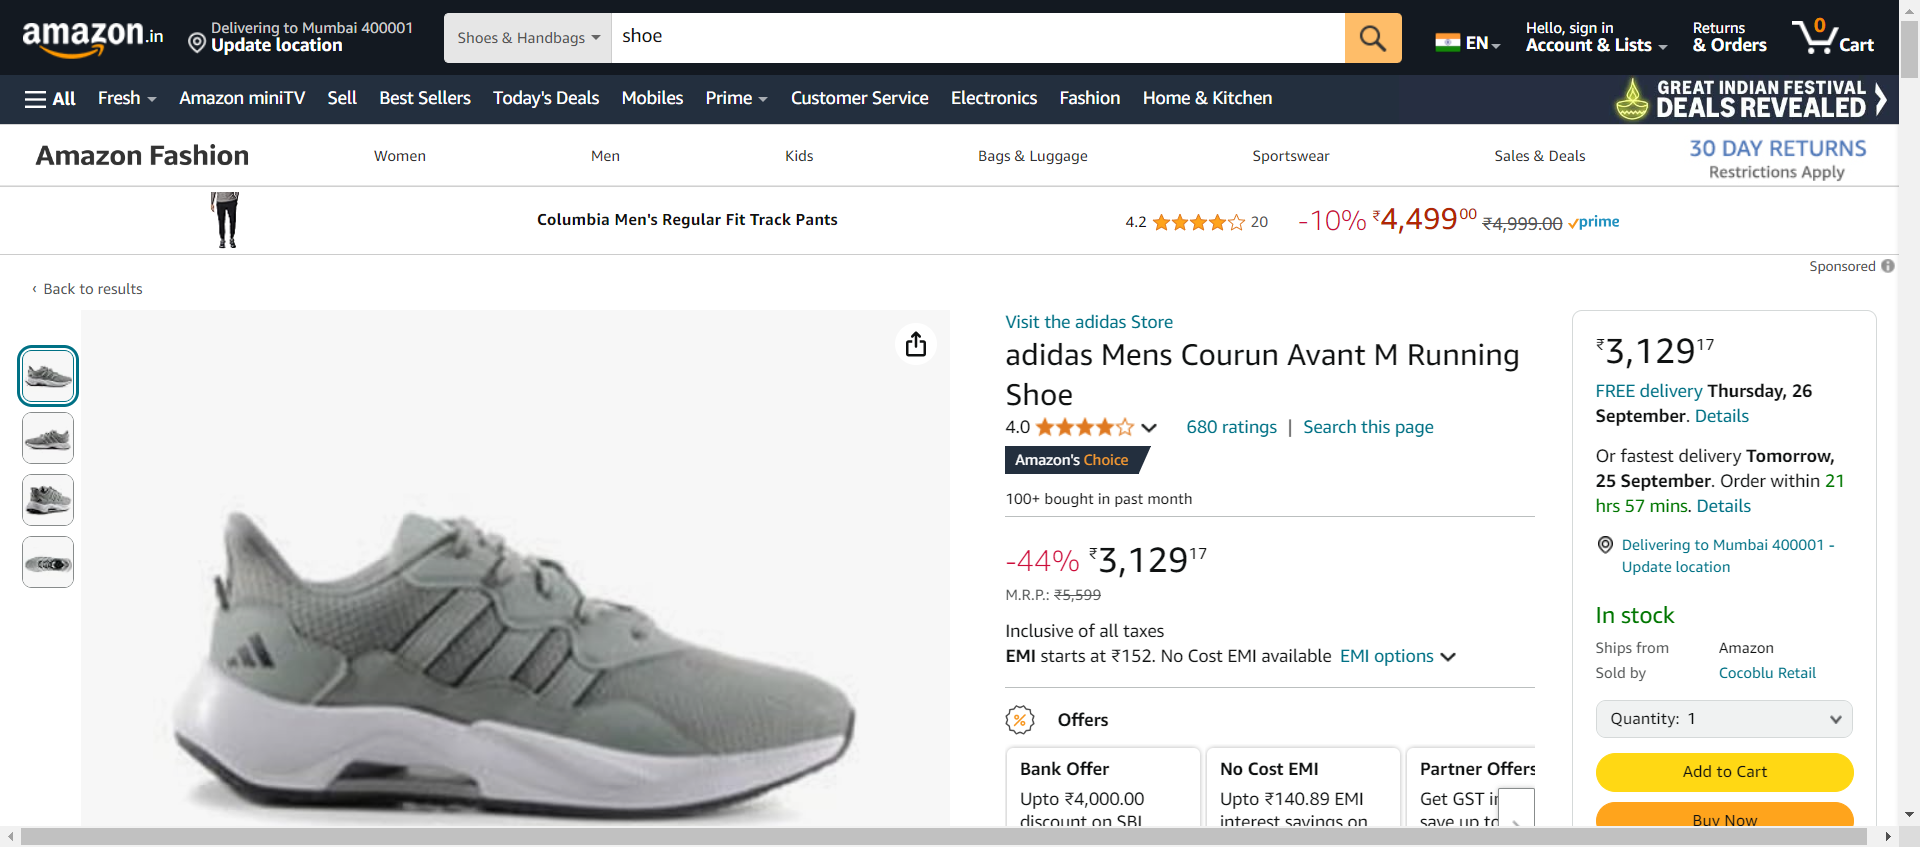 amazon.in
Delivering to Mumbai 400001
Update location
Shoes & Handbags
shoe
EN
Hello, sign in
Account & Lists
Returns
& Orders
0
Cart
All
Fresh
Amazon miniTV
Sell
Best Sellers
Today's Deals
Mobiles
Prime
Customer Service
Electronics
Fashion
Home & Kitchen
GREAT INDIAN FESTIVAL
DEALS REVEALED
Amazon Fashion
Women
Men
Kids
Bags & Luggage
Sportswear
Sales & Deals
30 DAY RETURNS
Restrictions Apply
Columbia Men's Regular Fit Track Pants
4.2
20
-10% ₹4,49900 ₹4,999.00 prime
Sponsored
‹ Back to results
Visit the adidas Store
adidas Mens Courun Avant M Running
Shoe
4.0
680 ratings | Search this page
Amazon's Choice
100+ bought in past month
-44% ₹3,12917
M.R.P.: ₹5,599
Inclusive of all taxes
EMI starts at ₹152. No Cost EMI available EMI options
Offers
Bank Offer
Upto ₹4,000.00
discount on SBI
No Cost EMI
Upto ₹140.89 EMI
interest savings on
Partner Offers
Get GST in
save up to
₹3,12917
FREE delivery Thursday, 26
September. Details
Or fastest delivery Tomorrow,
25 September. Order within 21
hrs 57 mins. Details
Delivering to Mumbai 400001 -
Update location
In stock
Ships from
Amazon
Sold by
Cocoblu Retail
Quantity: 1
Add to Cart
Buy Now